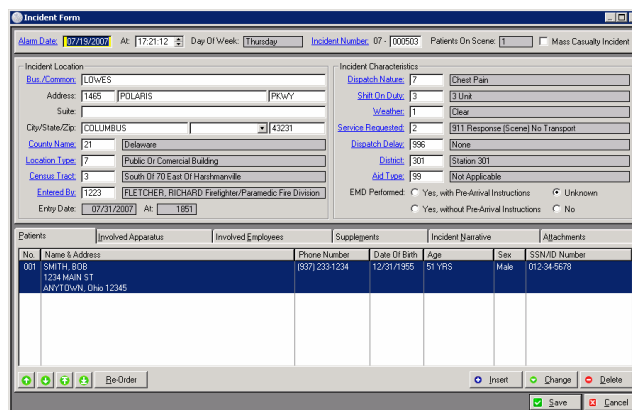 Incident Form
Alarm Date: 07/19/2007 At: 17:21:12 Day Of Week: Thursday Incident Number: 07 - 000503 Patients On Scene: 1 Mass Casualty Incident
Incident Location
Bus./Common: LOWES
Address: 1465 POLARIS PKWY
Suite:
City/State/Zip: COLUMBUS 43231
County Name: 21 Delaware
Location Type: 7 Public Or Comercial Building
Census Tract: 3 South Of 70 East Of Harshmanville
Entered By: 1223 FLETCHER, RICHARD Firefighter/Paramedic Fire Division
Entry Date: 07/31/2007 At: 1851
Incident Characteristics
Dispatch Nature: 7 Chest Pain
Shift On Duty: 3 3 Unit
Weather: 1 Clear
Service Requested: 2 911 Response (Scene) No Transport
Dispatch Delay: 996 None
District: 301 Station 301
Aid Type: 99 Not Applicable
EMD Performed: Yes, with Pre-Arrival Instructions Unknown
Yes, without Pre-Arrival Instructions No
Patients Involved Apparatus Involved Employees Supplements Incident Narrative Attachments
No. Name & Address Phone Number Date Of Birth Age Sex SSN/ID Number
001 SMITH, BOB (937) 233-1234 12/31/1955 51 YRS Male 012-34-5678
1234 MAIN ST
ANYTOWN, Ohio 12345
Re-Order Insert Change Delete
Save Cancel